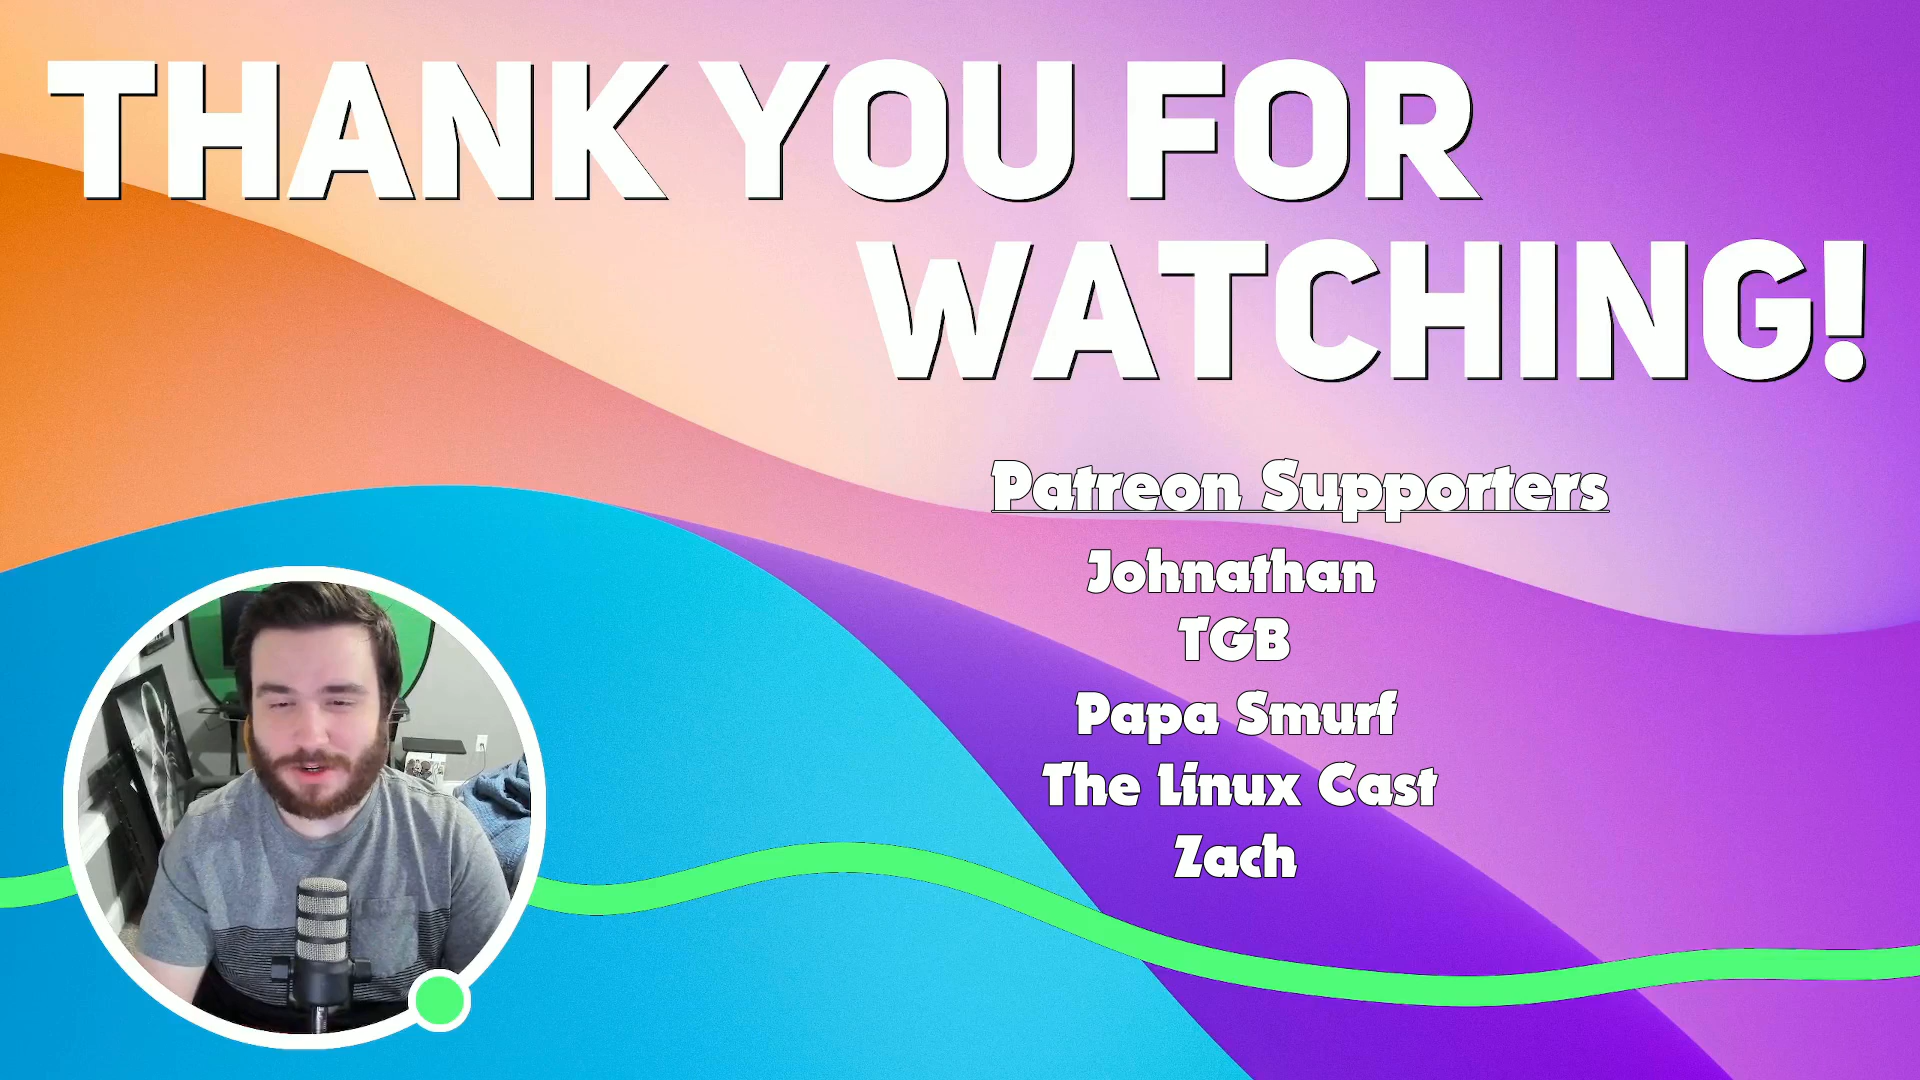 THANK YOU FOR
WATCHING!
Patreon Supporters
Johnathan
TGB
Papa Smurf
The Linux Cast
Zach